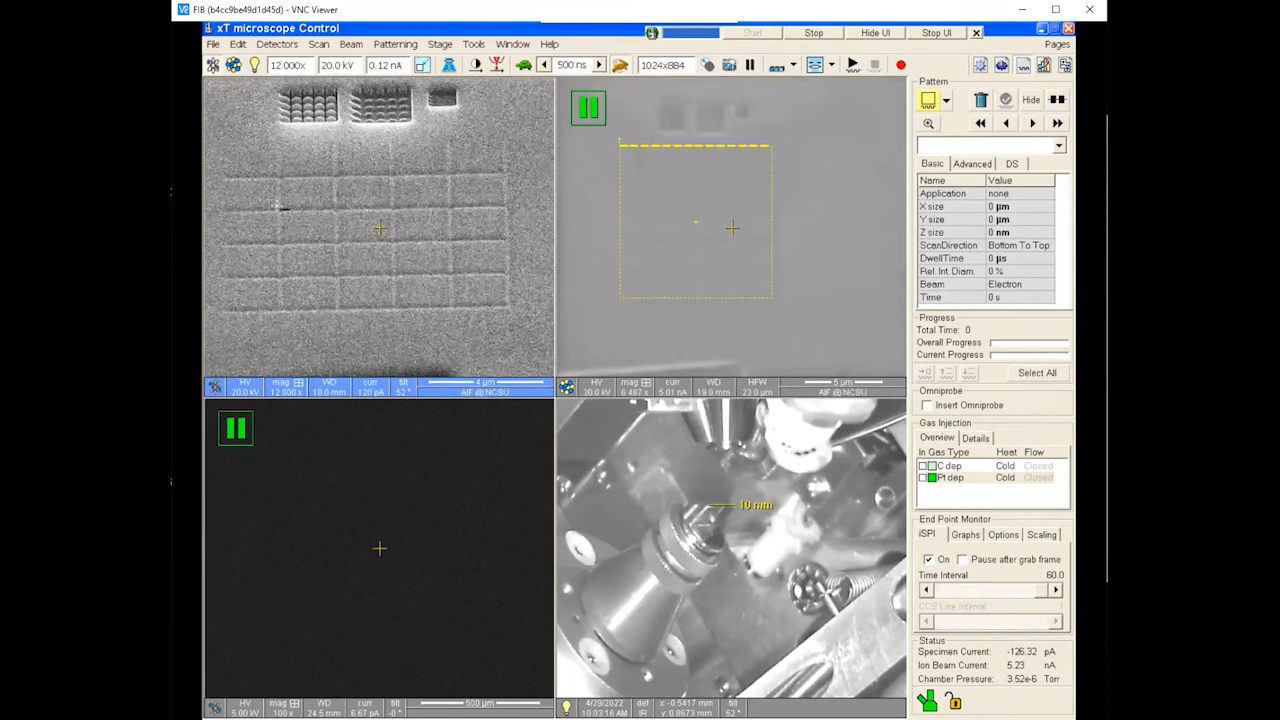 FIB (b4cc9be49d1d45d) - VNC Viewer
xT microscope Control
Start Stop Hide UI Stop UI
File Edit Detectors Scan Beam Patterning Stage Tools Window Help Pages
12 000x 20.0 kV 0.12 nA 500 ns 1024x884
Pattern
Hide
Basic Advanced DS
Name Value
Application none
X size 0 µm
Y size 0 µm
Z size 0 nm
ScanDirection Bottom To Top
DwellTime 0 µs
Rel. Int. Diam. 0 %
Beam Electron
Time 0 s
Progress
Total Time: 0
Overall Progress
Current Progress
Select All
HV mag WD curr tilt 4 µm
20.0 kV 12 000 x 10.0 mm 120 pA 52 ° AIF @ NCSU
HV mag curr WD HFW 5 µm
30.0 kV 6 487 x 5.01 nA 19.0 mm 23.0 µm AIF @ NCSU
Omniprobe
Insert Omniprobe
Gas Injection
Overview Details
In Gas Type Heat Flow
C dep Cold Closed
Pt dep Cold Closed
10 mm
End Point Monitor
iSPI Graphs Options Scaling
On Pause after grab frame
Time Interval 60.0
CCS Line Interval 1
Status
Specimen Current: -126.32 pA
Ion Beam Current: 5.23 nA
Chamber Pressure: 3.52e-6 Torr
HV mag WD curr tilt 500 µm
5.00 kV 100 x 24.5 mm 6.67 pA -0 ° AIF @ NCSU
4/29/2022 det x: -0.5417 mm tilt
10:03:16 AM IR y: 0.8673 mm 52 ° AIF @ NCSU